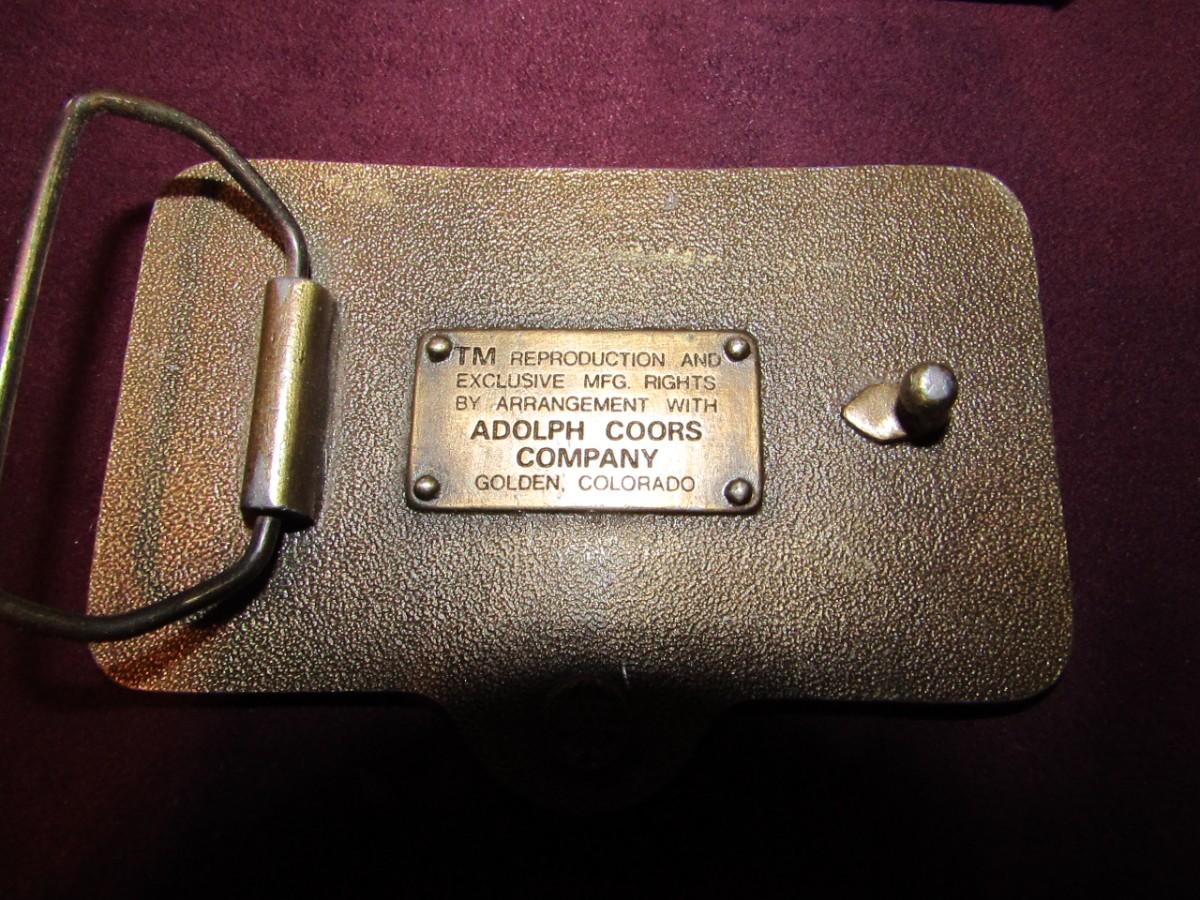 TM REPRODUCTION AND
EXCLUSIVE MFG. RIGHTS
BY ARRANGEMENT WITH
ADOLPH COORS
COMPANY
GOLDEN, COLORADO